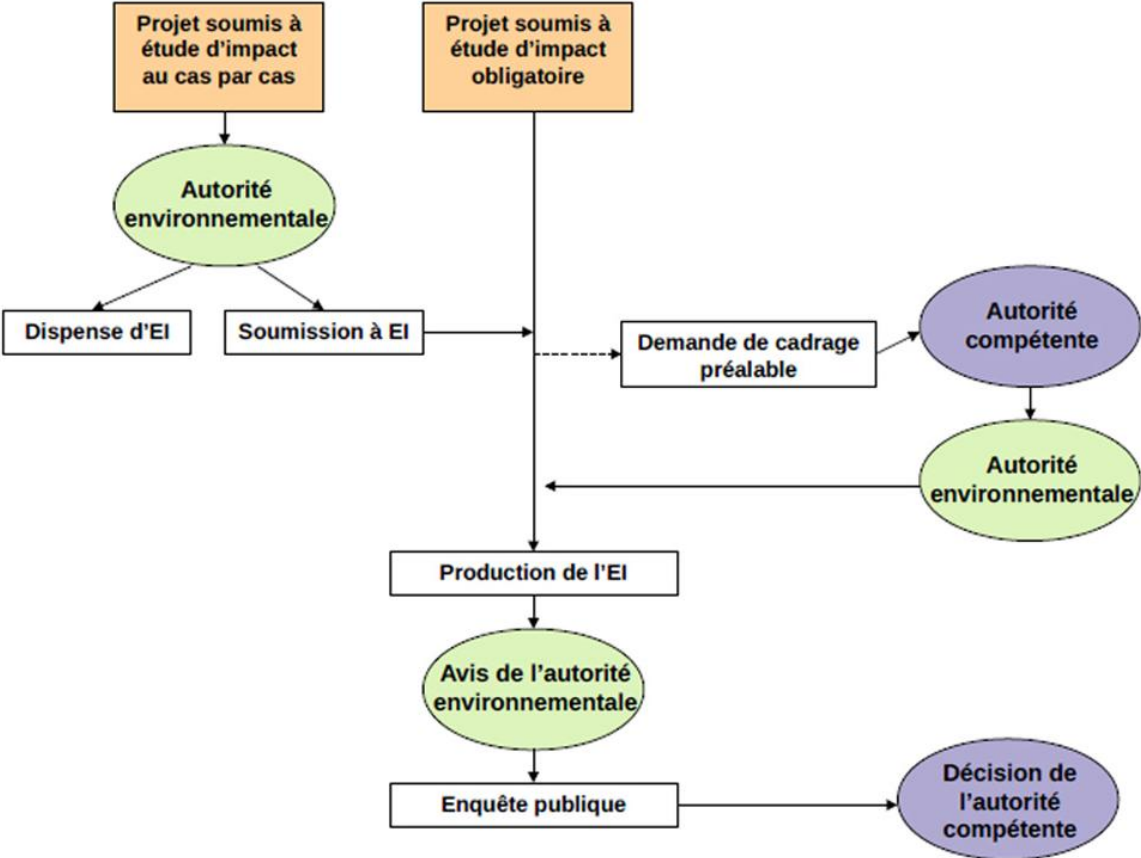 Projet soumis à
étude d’impact
au cas par cas
Projet soumis à
étude d’impact
obligatoire
Autorité
environnementale
Dispense d’EI
Soumission à EI
Demande de cadrage
préalable
Autorité
compétente
Autorité
environnementale
Production de l’EI
Avis de l’autorité
environnementale
Enquête publique
Décision de
l’autorité
compétente